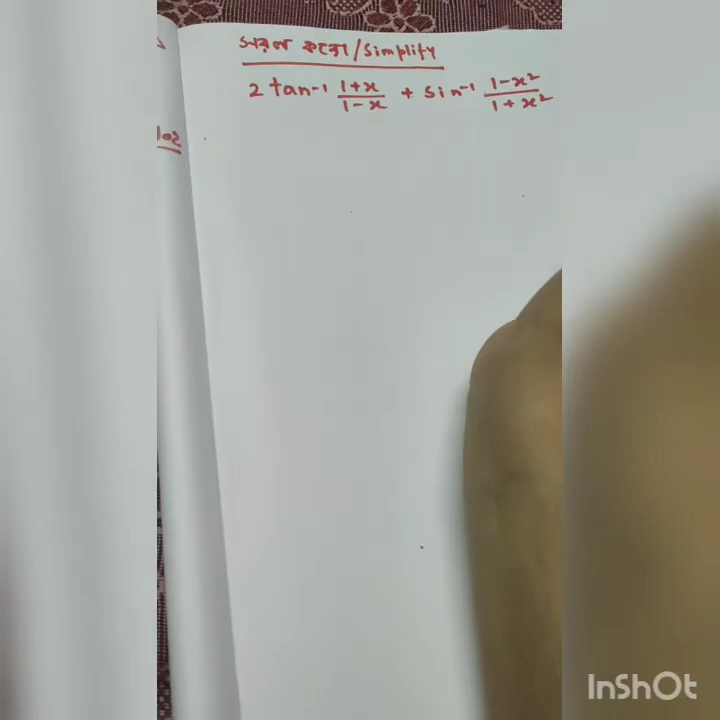 সরল করো/Simplify
2 tan⁻¹ (1+x)/(1-x) + sin⁻¹ (1-x²)/(1+x²)
InShOt